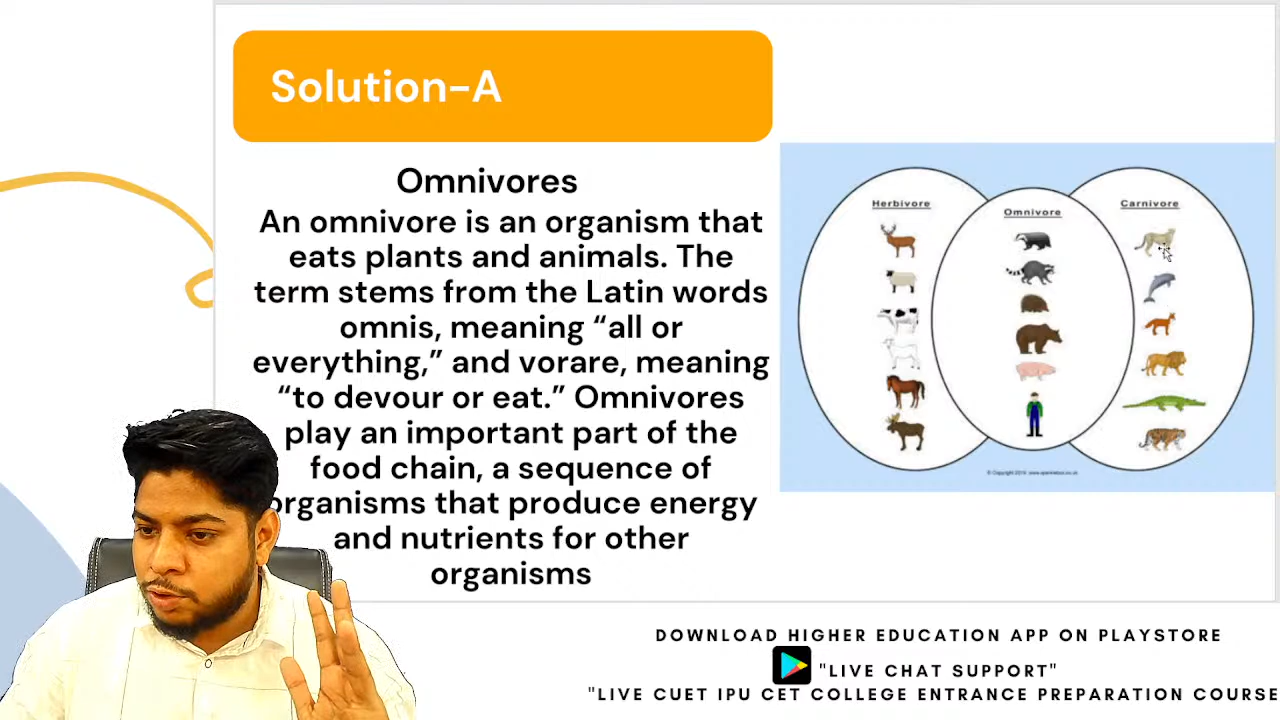 Solution-A
Omnivores
An omnivore is an organism that
eats plants and animals. The
term stems from the Latin words
omnis, meaning “all or
everything,” and vorare, meaning
“to devour or eat.” Omnivores
play an important part of the
food chain, a sequence of
organisms that produce energy
and nutrients for other
organisms
Herbivore
Omnivore
Carnivore
DOWNLOAD HIGHER EDUCATION APP ON PLAYSTORE
"LIVE CHAT SUPPORT"
"LIVE CUET IPU CET COLLEGE ENTRANCE PREPARATION COURSE